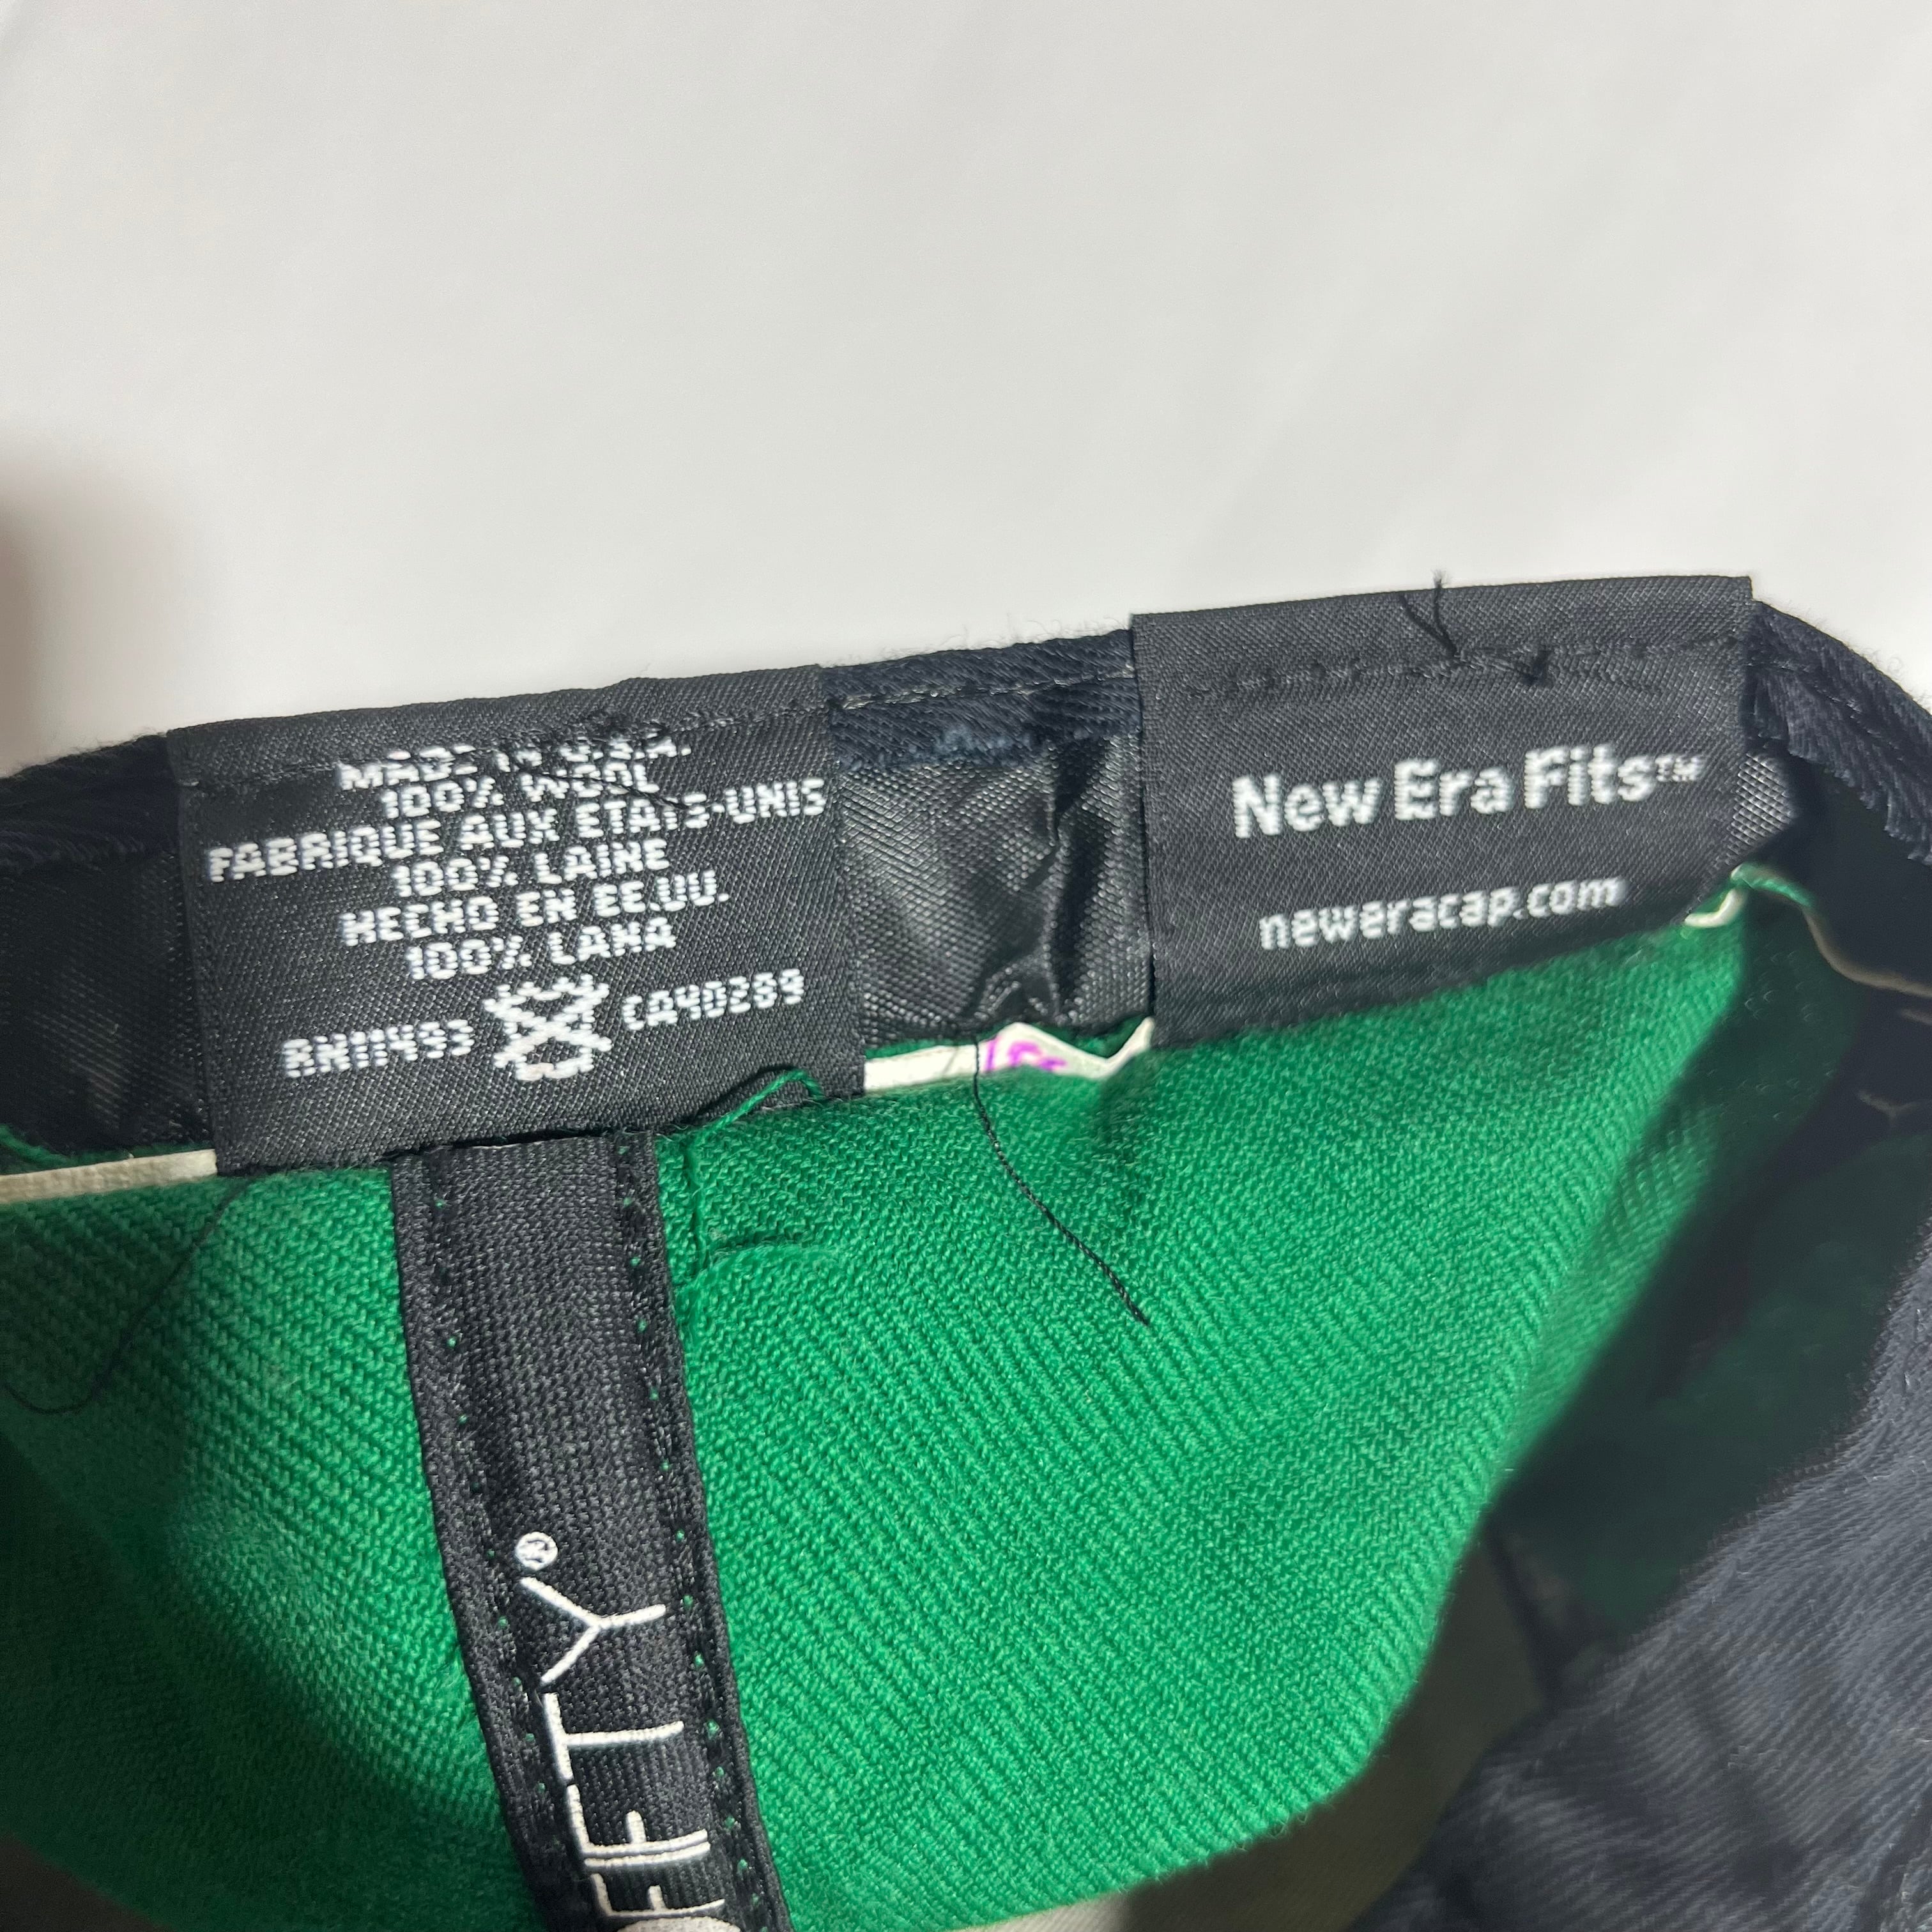 MADE IN U.S.A.
100% WOOL
FABRIQUE AUX ETATS-UNIS
100% LAINE
HECHO EN EE.UU.
100% LANA
RN11493 CA40289
New Era Fits™
neweracap.com
FIFTY®